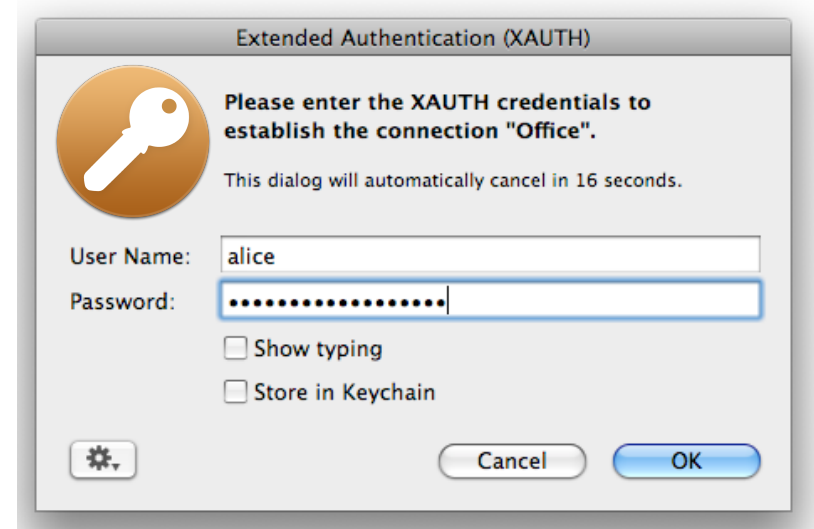 Extended Authentication (XAUTH)
Please enter the XAUTH credentials to
establish the connection "Office".
This dialog will automatically cancel in 16 seconds.
User Name: alice
Password: ••••••••••••••••••
Show typing
Store in Keychain
Cancel OK